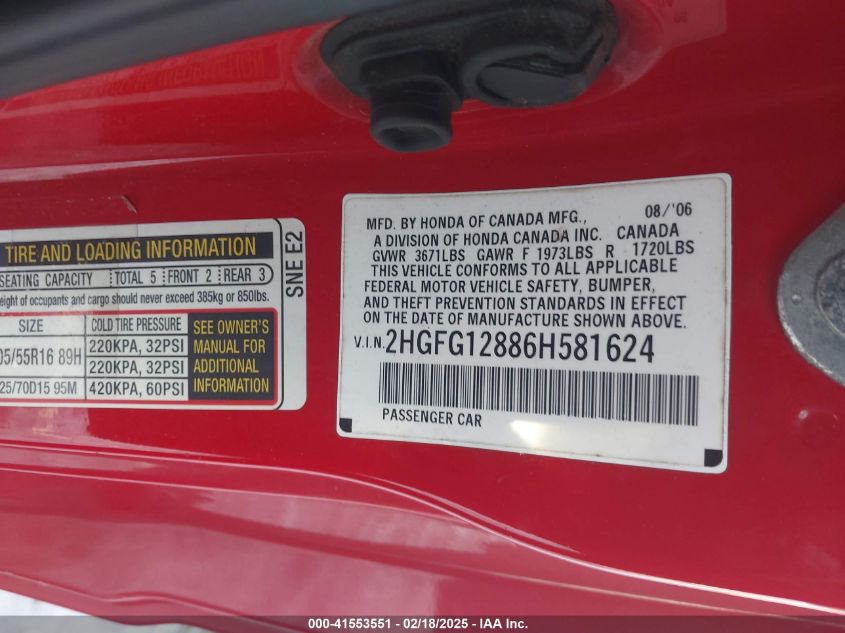 TIRE AND LOADING INFORMATION
SEATING CAPACITY TOTAL 5 FRONT 2 REAR 3
eight of occupants and cargo should never exceed 385kg or 850lbs.
SIZE COLD TIRE PRESSURE SEE OWNER'S MANUAL FOR ADDITIONAL INFORMATION
05/55R16 89H 220KPA, 32PSI
220KPA, 32PSI
25/70D15 95M 420KPA, 60PSI
SNE E2
MFD. BY HONDA OF CANADA MFG., 08/'06
A DIVISION OF HONDA CANADA INC. CANADA
GVWR 3671LBS GAWR F 1973LBS R 1720LBS
THIS VEHICLE CONFORMS TO ALL APPLICABLE
FEDERAL MOTOR VEHICLE SAFETY, BUMPER,
AND THEFT PREVENTION STANDARDS IN EFFECT
ON THE DATE OF MANUFACTURE SHOWN ABOVE.
V.I.N. 2HGFG12886H581624
PASSENGER CAR
000-41553551 - 02/18/2025 - IAA Inc.